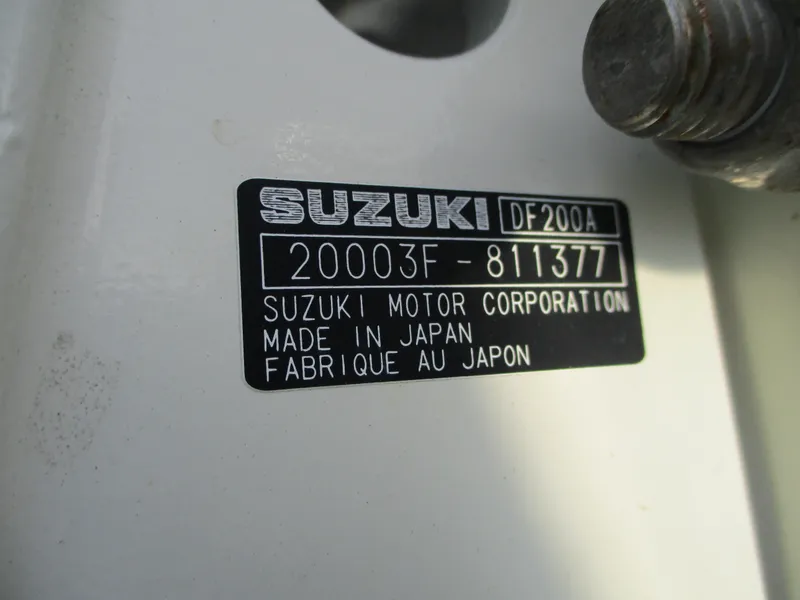 SUZUKI DF200A
20003F-811377
SUZUKI MOTOR CORPORATION
MADE IN JAPAN
FABRIQUE AU JAPON